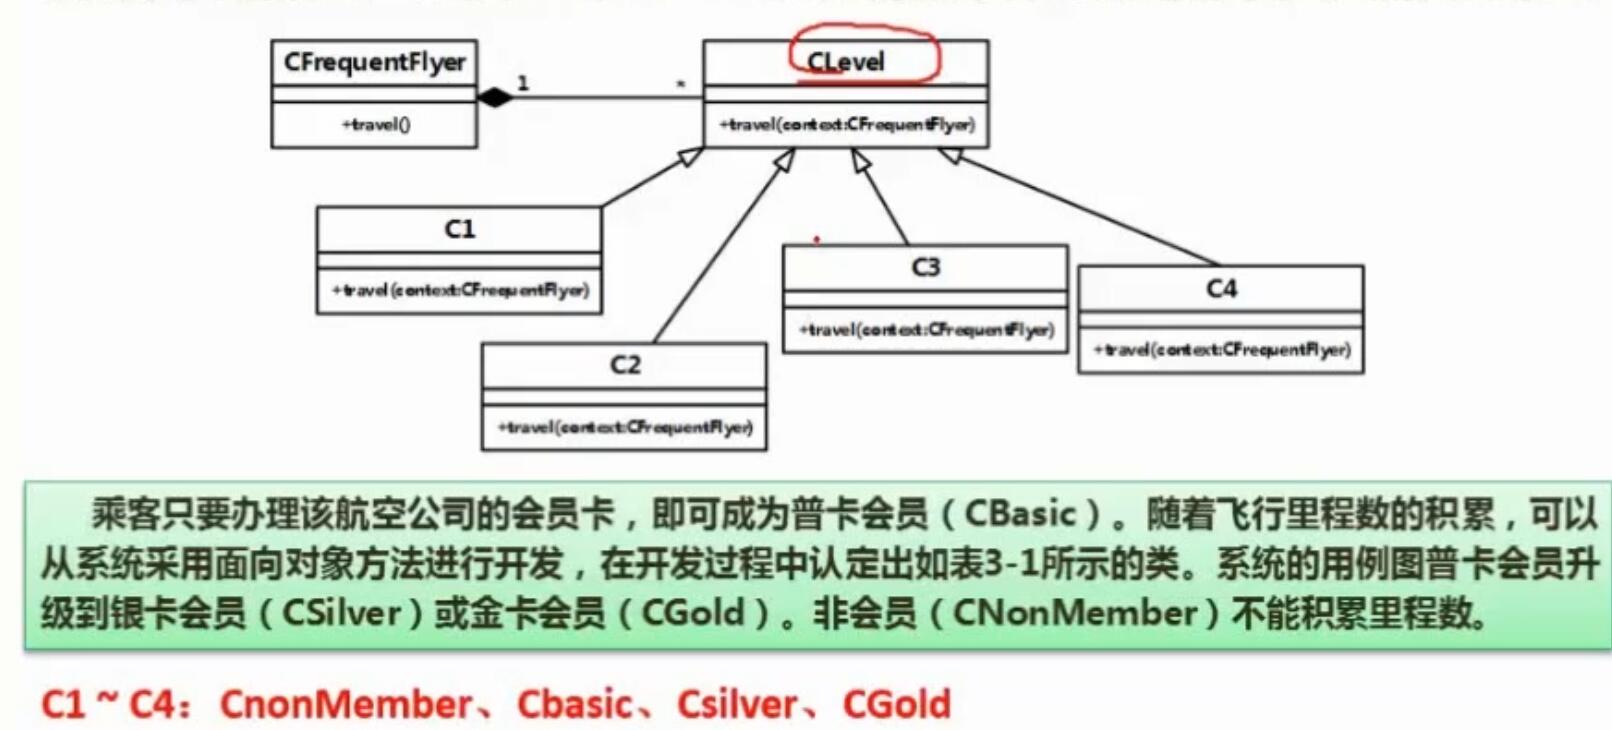 CFrequentFlyer
+travel()
1
*
CLevel
+travel(context:CFrequentFlyer)
C1
+travel(context:CFrequentFlyer)
C2
+travel(context:CFrequentFlyer)
C3
+travel(context:CFrequentFlyer)
C4
+travel(context:CFrequentFlyer)
乘客只要办理该航空公司的会员卡，即可成为普卡会员（CBasic）。随着飞行里程数的积累，可以
从系统采用面向对象方法进行开发，在开发过程中认定出如表3-1所示的类。系统的用例图普卡会员升
级到银卡会员（CSilver）或金卡会员（CGold）。非会员（CNonMember）不能积累里程数。
C1 ~ C4：CnonMember、Cbasic、Csilver、CGold